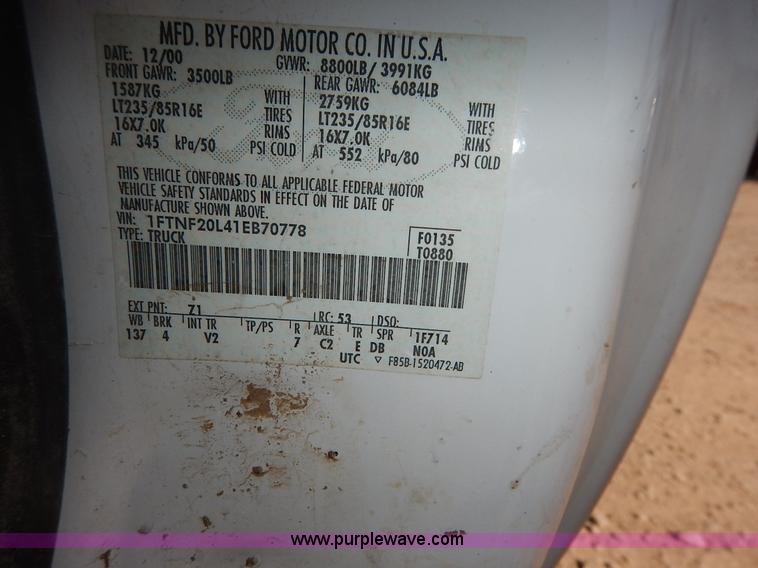 MFD. BY FORD MOTOR CO. IN U.S.A.
DATE: 12/00 GVWR: 8800LB/ 3991KG
FRONT GAWR: 3500LB REAR GAWR: 6084LB
1587KG WITH 2759KG WITH
LT235/85R16E TIRES LT235/85R16E TIRES
16X7.0K RIMS 16X7.0K RIMS
AT 345 kPa/50 PSI COLD AT 552 kPa/80 PSI COLD
THIS VEHICLE CONFORMS TO ALL APPLICABLE FEDERAL MOTOR
VEHICLE SAFETY STANDARDS IN EFFECT ON THE DATE OF
MANUFACTURE SHOWN ABOVE.
VIN: 1FTNF20L41EB70778 F0135
TYPE: TRUCK T0880
EXT PNT: 71 RC: 53 DSO:
WB BRK INT TR TP/PS R AXLE TR SPR 1F714
137 4 V2 7 C2 E DB NOA
UTC ▽ F85B-1520472-AB
www.purplewave.com